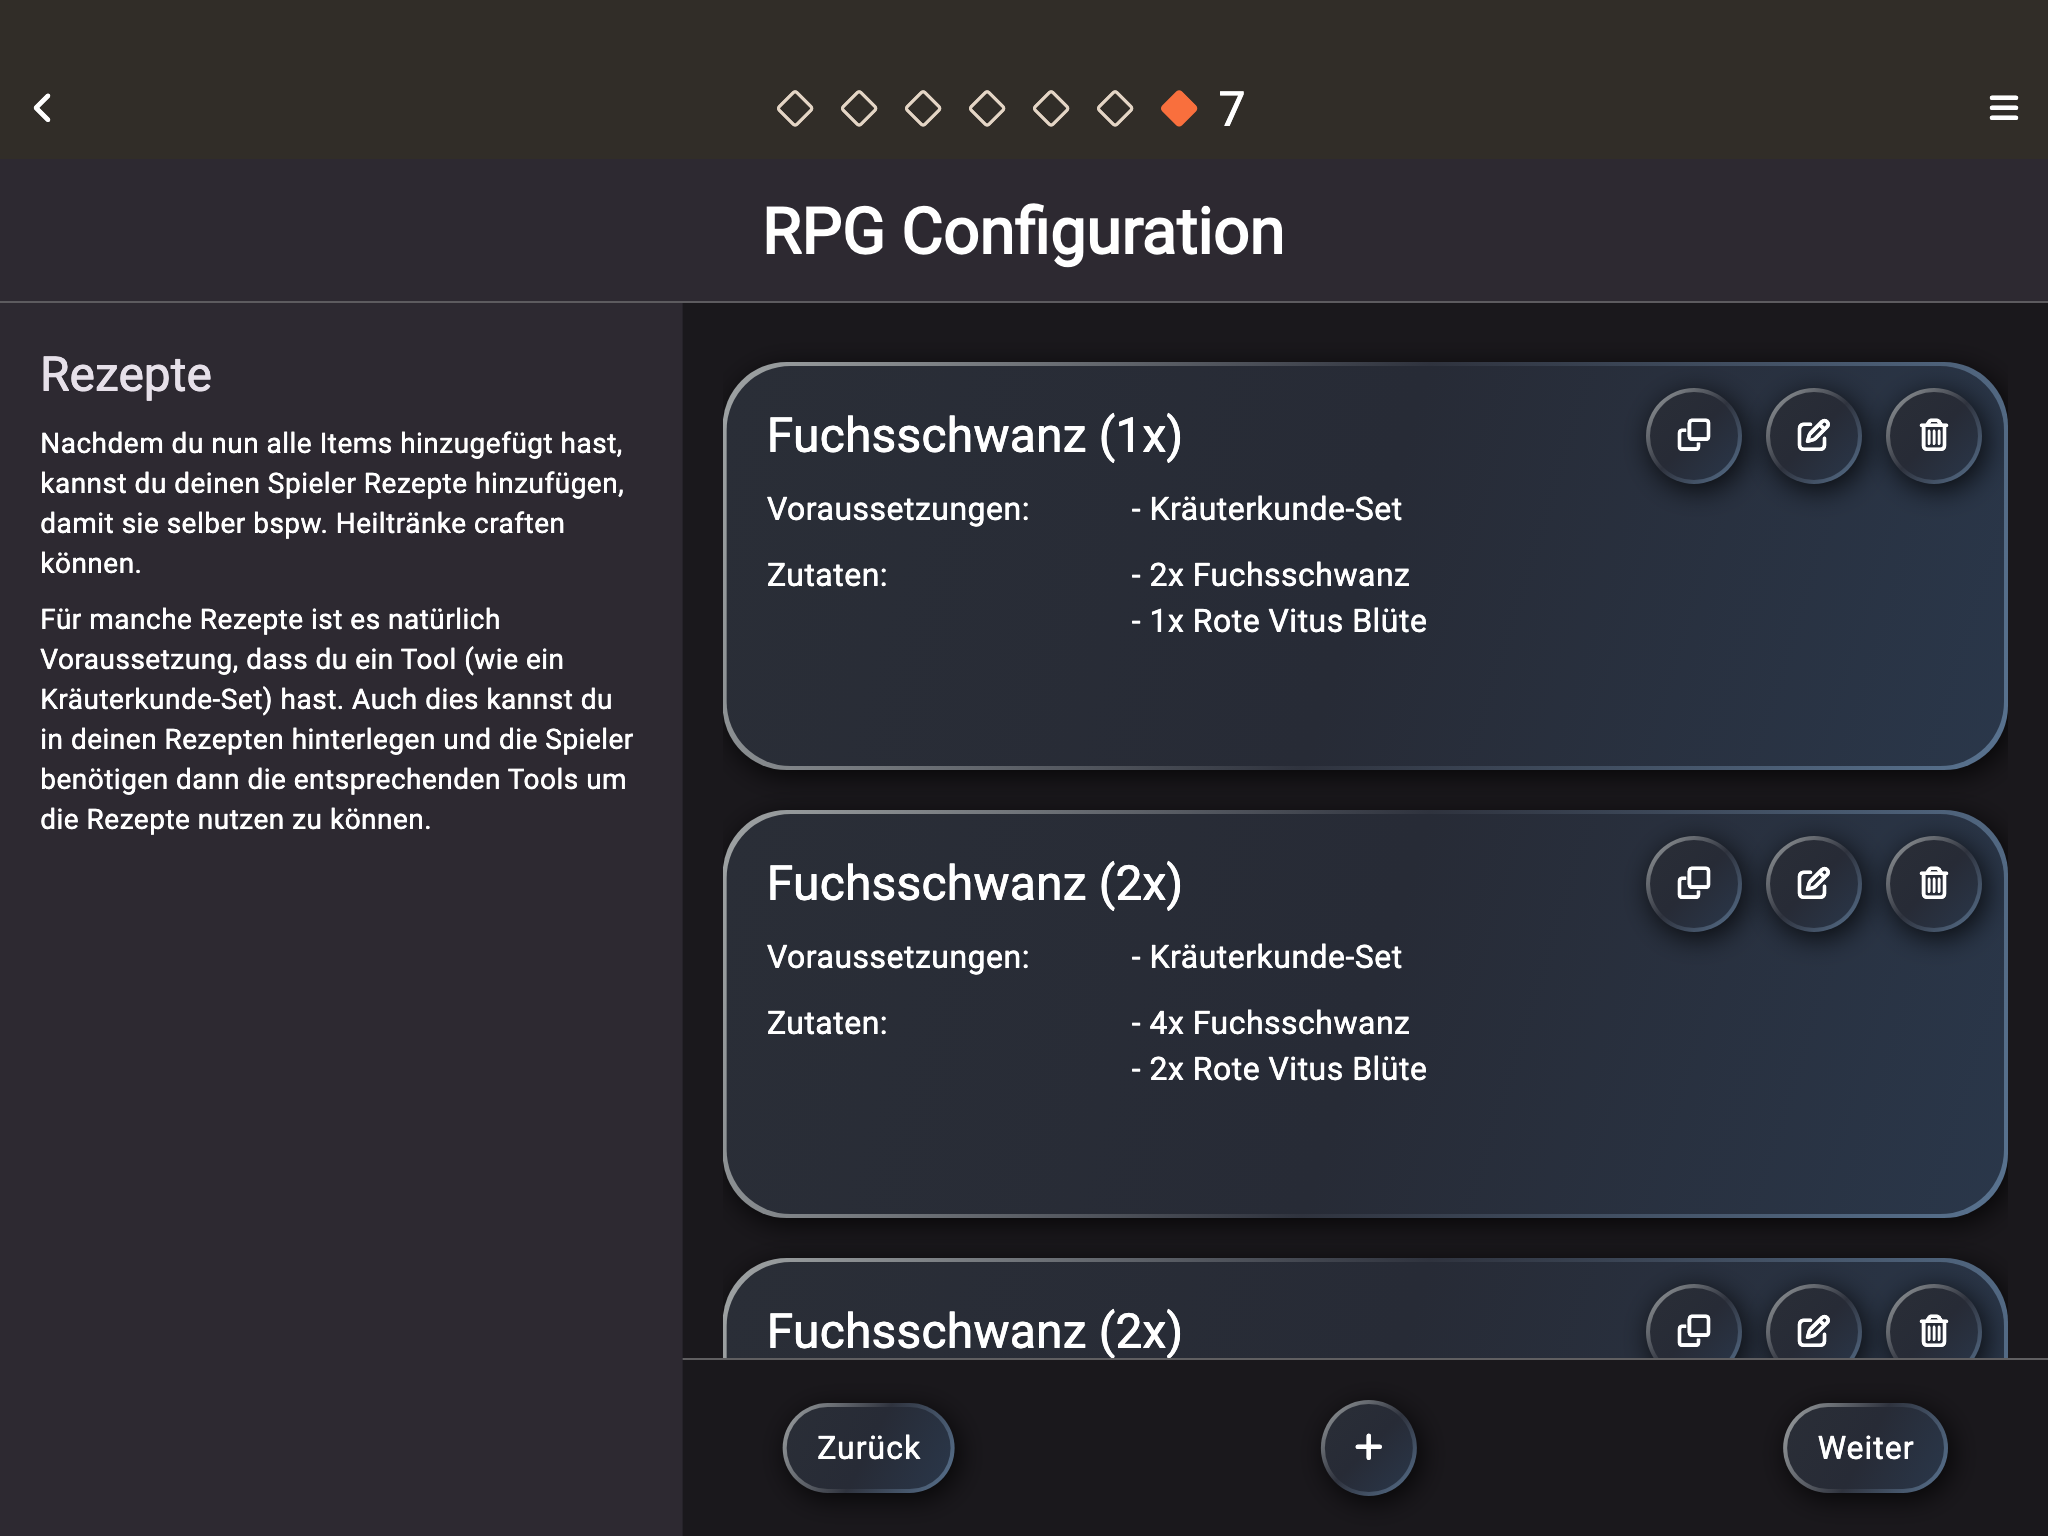 7
RPG Configuration
Rezepte
Nachdem du nun alle Items hinzugefügt hast,
kannst du deinen Spieler Rezepte hinzufügen,
damit sie selber bspw. Heiltränke craften
können.
Für manche Rezepte ist es natürlich
Voraussetzung, dass du ein Tool (wie ein
Kräuterkunde-Set) hast. Auch dies kannst du
in deinen Rezepten hinterlegen und die Spieler
benötigen dann die entsprechenden Tools um
die Rezepte nutzen zu können.
Fuchsschwanz (1x)
Voraussetzungen: - Kräuterkunde-Set
Zutaten: - 2x Fuchsschwanz
- 1x Rote Vitus Blüte
Fuchsschwanz (2x)
Voraussetzungen: - Kräuterkunde-Set
Zutaten: - 4x Fuchsschwanz
- 2x Rote Vitus Blüte
Fuchsschwanz (2x)
Zurück
+
Weiter